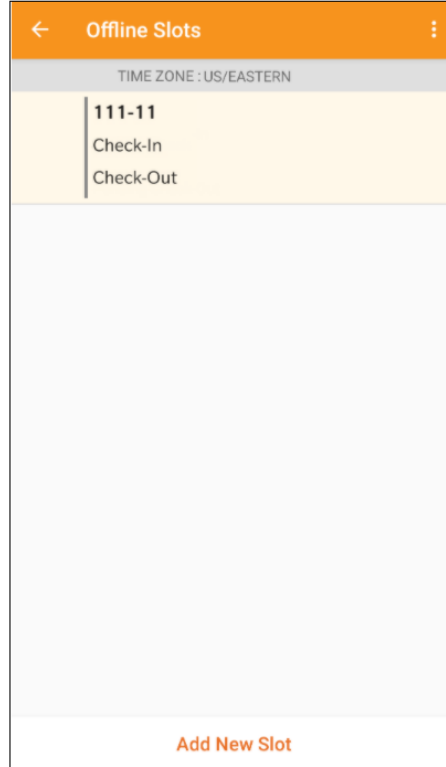 Offline Slots
TIME ZONE : US/EASTERN
111-11
Check-In
Check-Out
Add New Slot